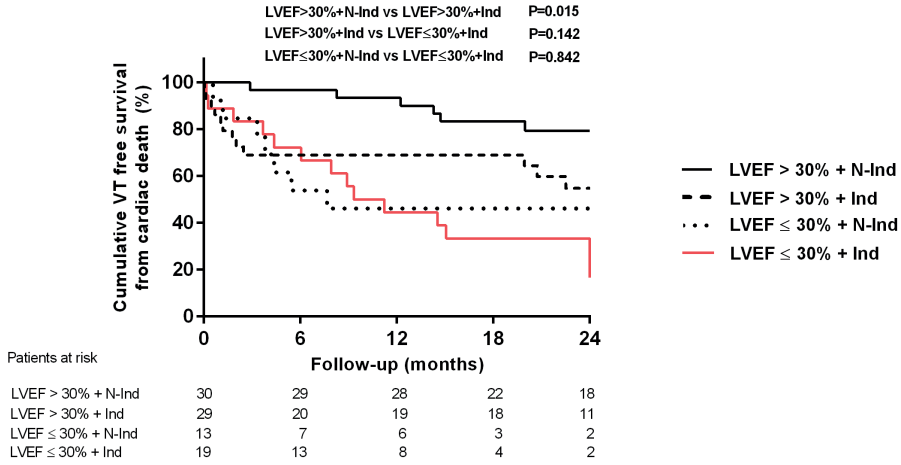 LVEF>30%+N-Ind vs LVEF>30%+Ind P=0.015
LVEF>30%+Ind vs LVEF≤30%+Ind P=0.142
LVEF≤30%+N-Ind vs LVEF≤30%+Ind P=0.842
Cumulative VT free survival
from cardiac death (%)
100
80
60
40
20
0
0 6 12 18 24
Follow-up (months)
LVEF > 30% + N-Ind
LVEF > 30% + Ind
LVEF ≤ 30% + N-Ind
LVEF ≤ 30% + Ind
Patients at risk
LVEF > 30% + N-Ind 30 29 28 22 18
LVEF > 30% + Ind 29 20 19 18 11
LVEF ≤ 30% + N-Ind 13 7 6 3 2
LVEF ≤ 30% + Ind 19 13 8 4 2